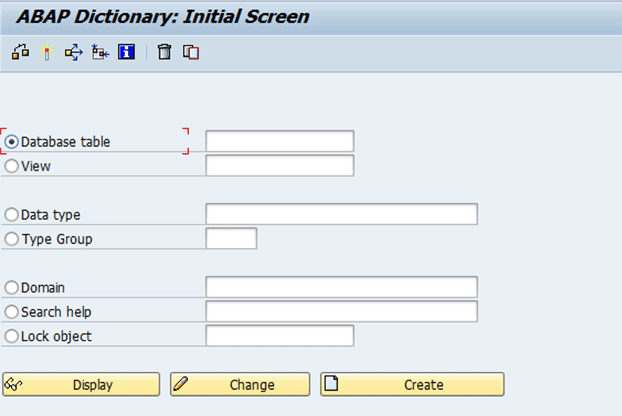 ABAP Dictionary: Initial Screen
Database table
View
Data type
Type Group
Domain
Search help
Lock object
Display Change Create